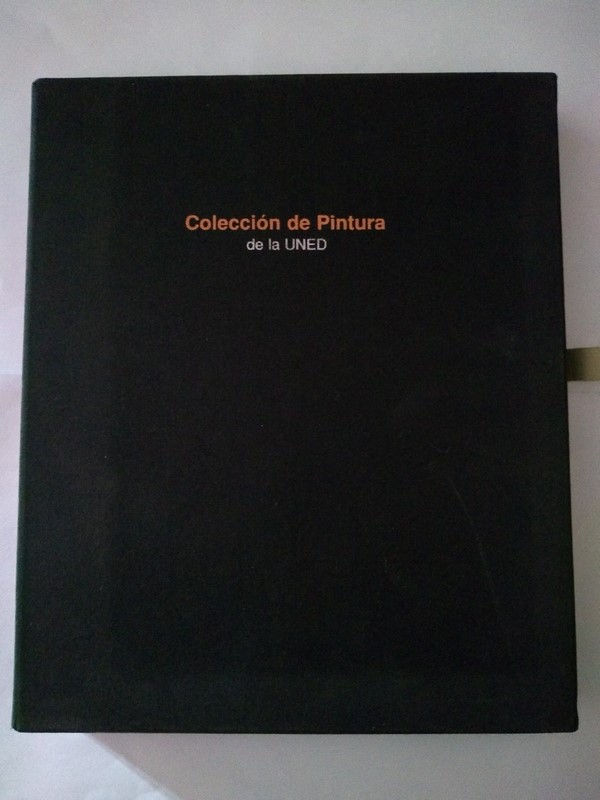 Colección de Pintura
de la UNED